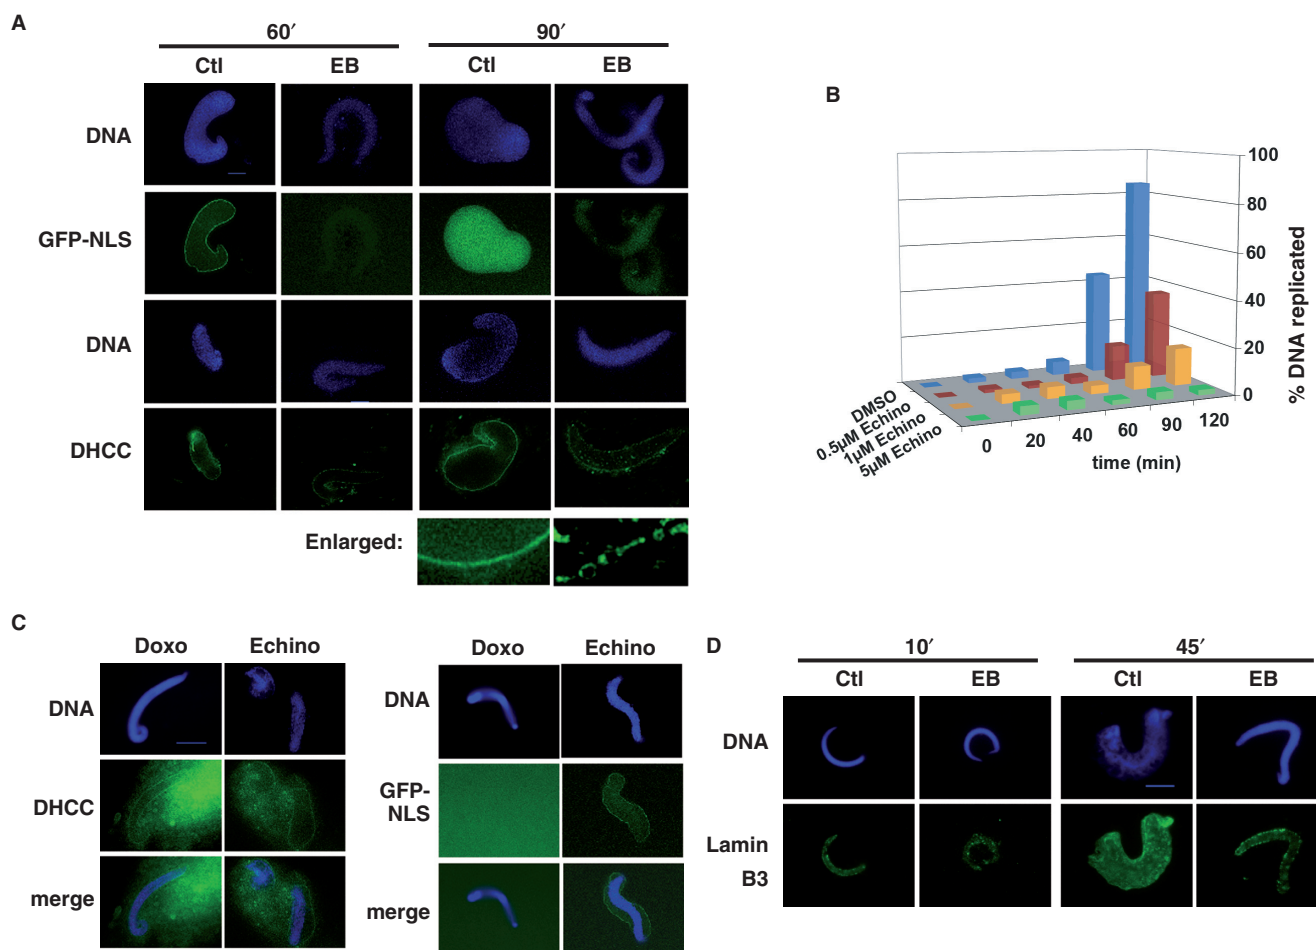 A
60′
90′
Ctl
EB
Ctl
EB
DNA
GFP-NLS
DNA
DHCC
Enlarged:
B
100
80
60
40
20
0
% DNA replicated
DMSO
0.5µM Echino
1µM Echino
5µM Echino
0
20
40
60
90
120
time (min)
C
Doxo
Echino
DNA
DHCC
merge
Doxo
Echino
DNA
GFP-
NLS
merge
D
10′
45′
Ctl
EB
Ctl
EB
DNA
Lamin
B3